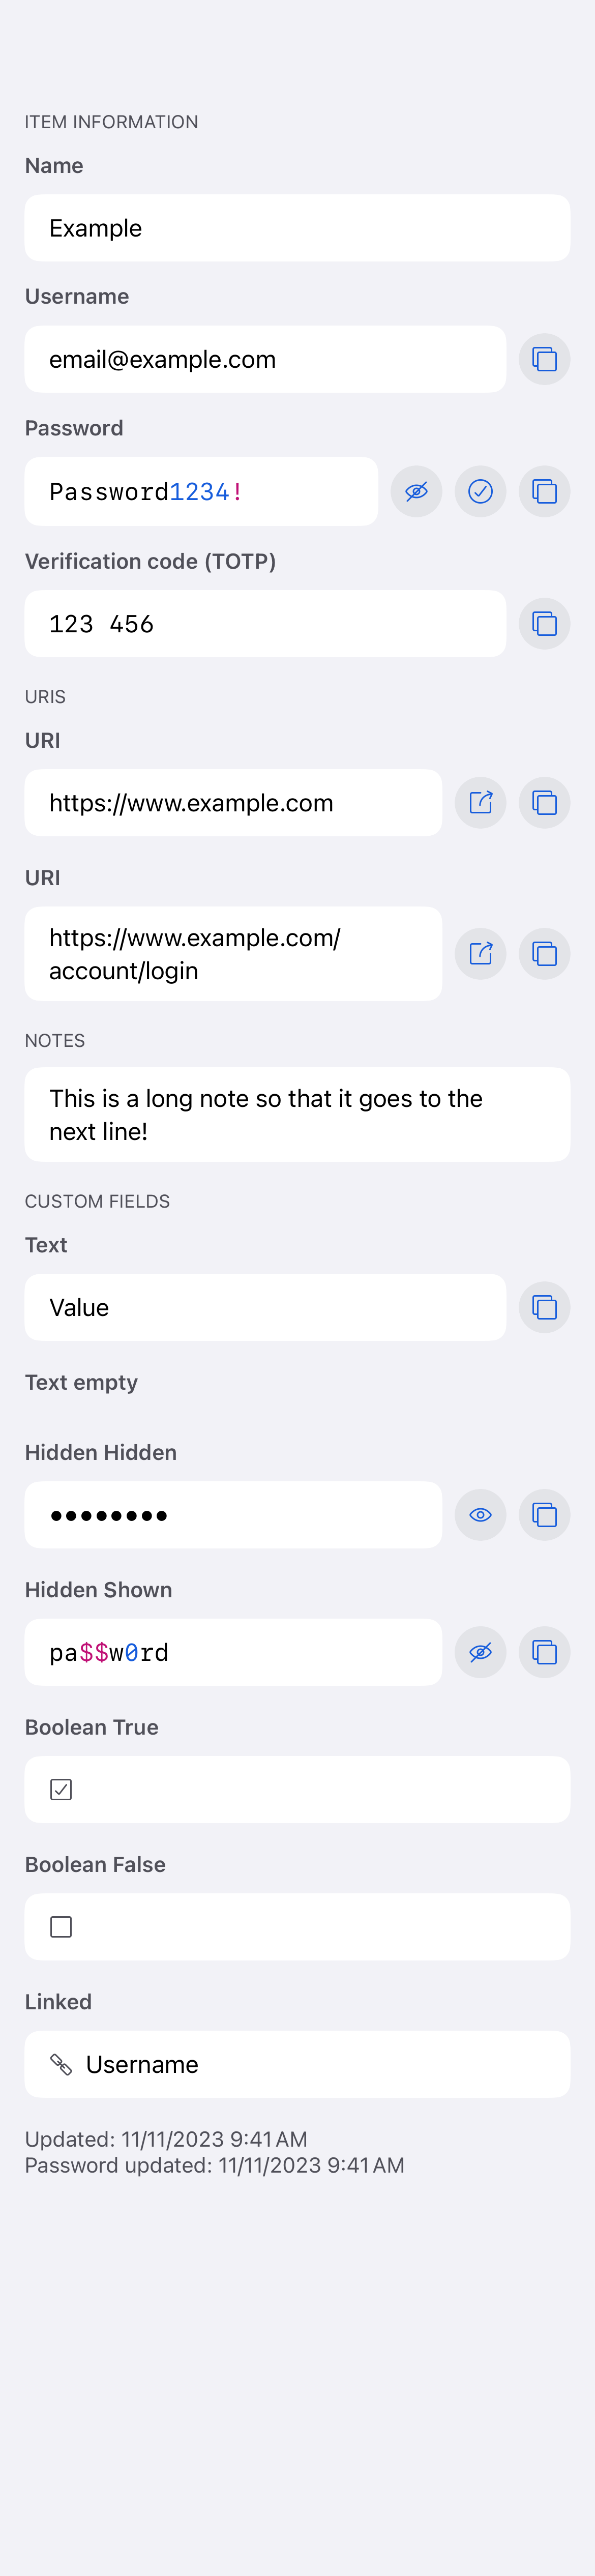 ITEM INFORMATION
Name
Example
Username
email@example.com
Password
Password1234!
Verification code (TOTP)
123 456
URIS
URI
https://www.example.com
URI
https://www.example.com/
account/login
NOTES
This is a long note so that it goes to the
next line!
CUSTOM FIELDS
Text
Value
Text empty
Hidden Hidden
••••••••
Hidden Shown
pa$$w0rd
Boolean True
Boolean False
Linked
Username
Updated: 11/11/2023 9:41 AM
Password updated: 11/11/2023 9:41 AM